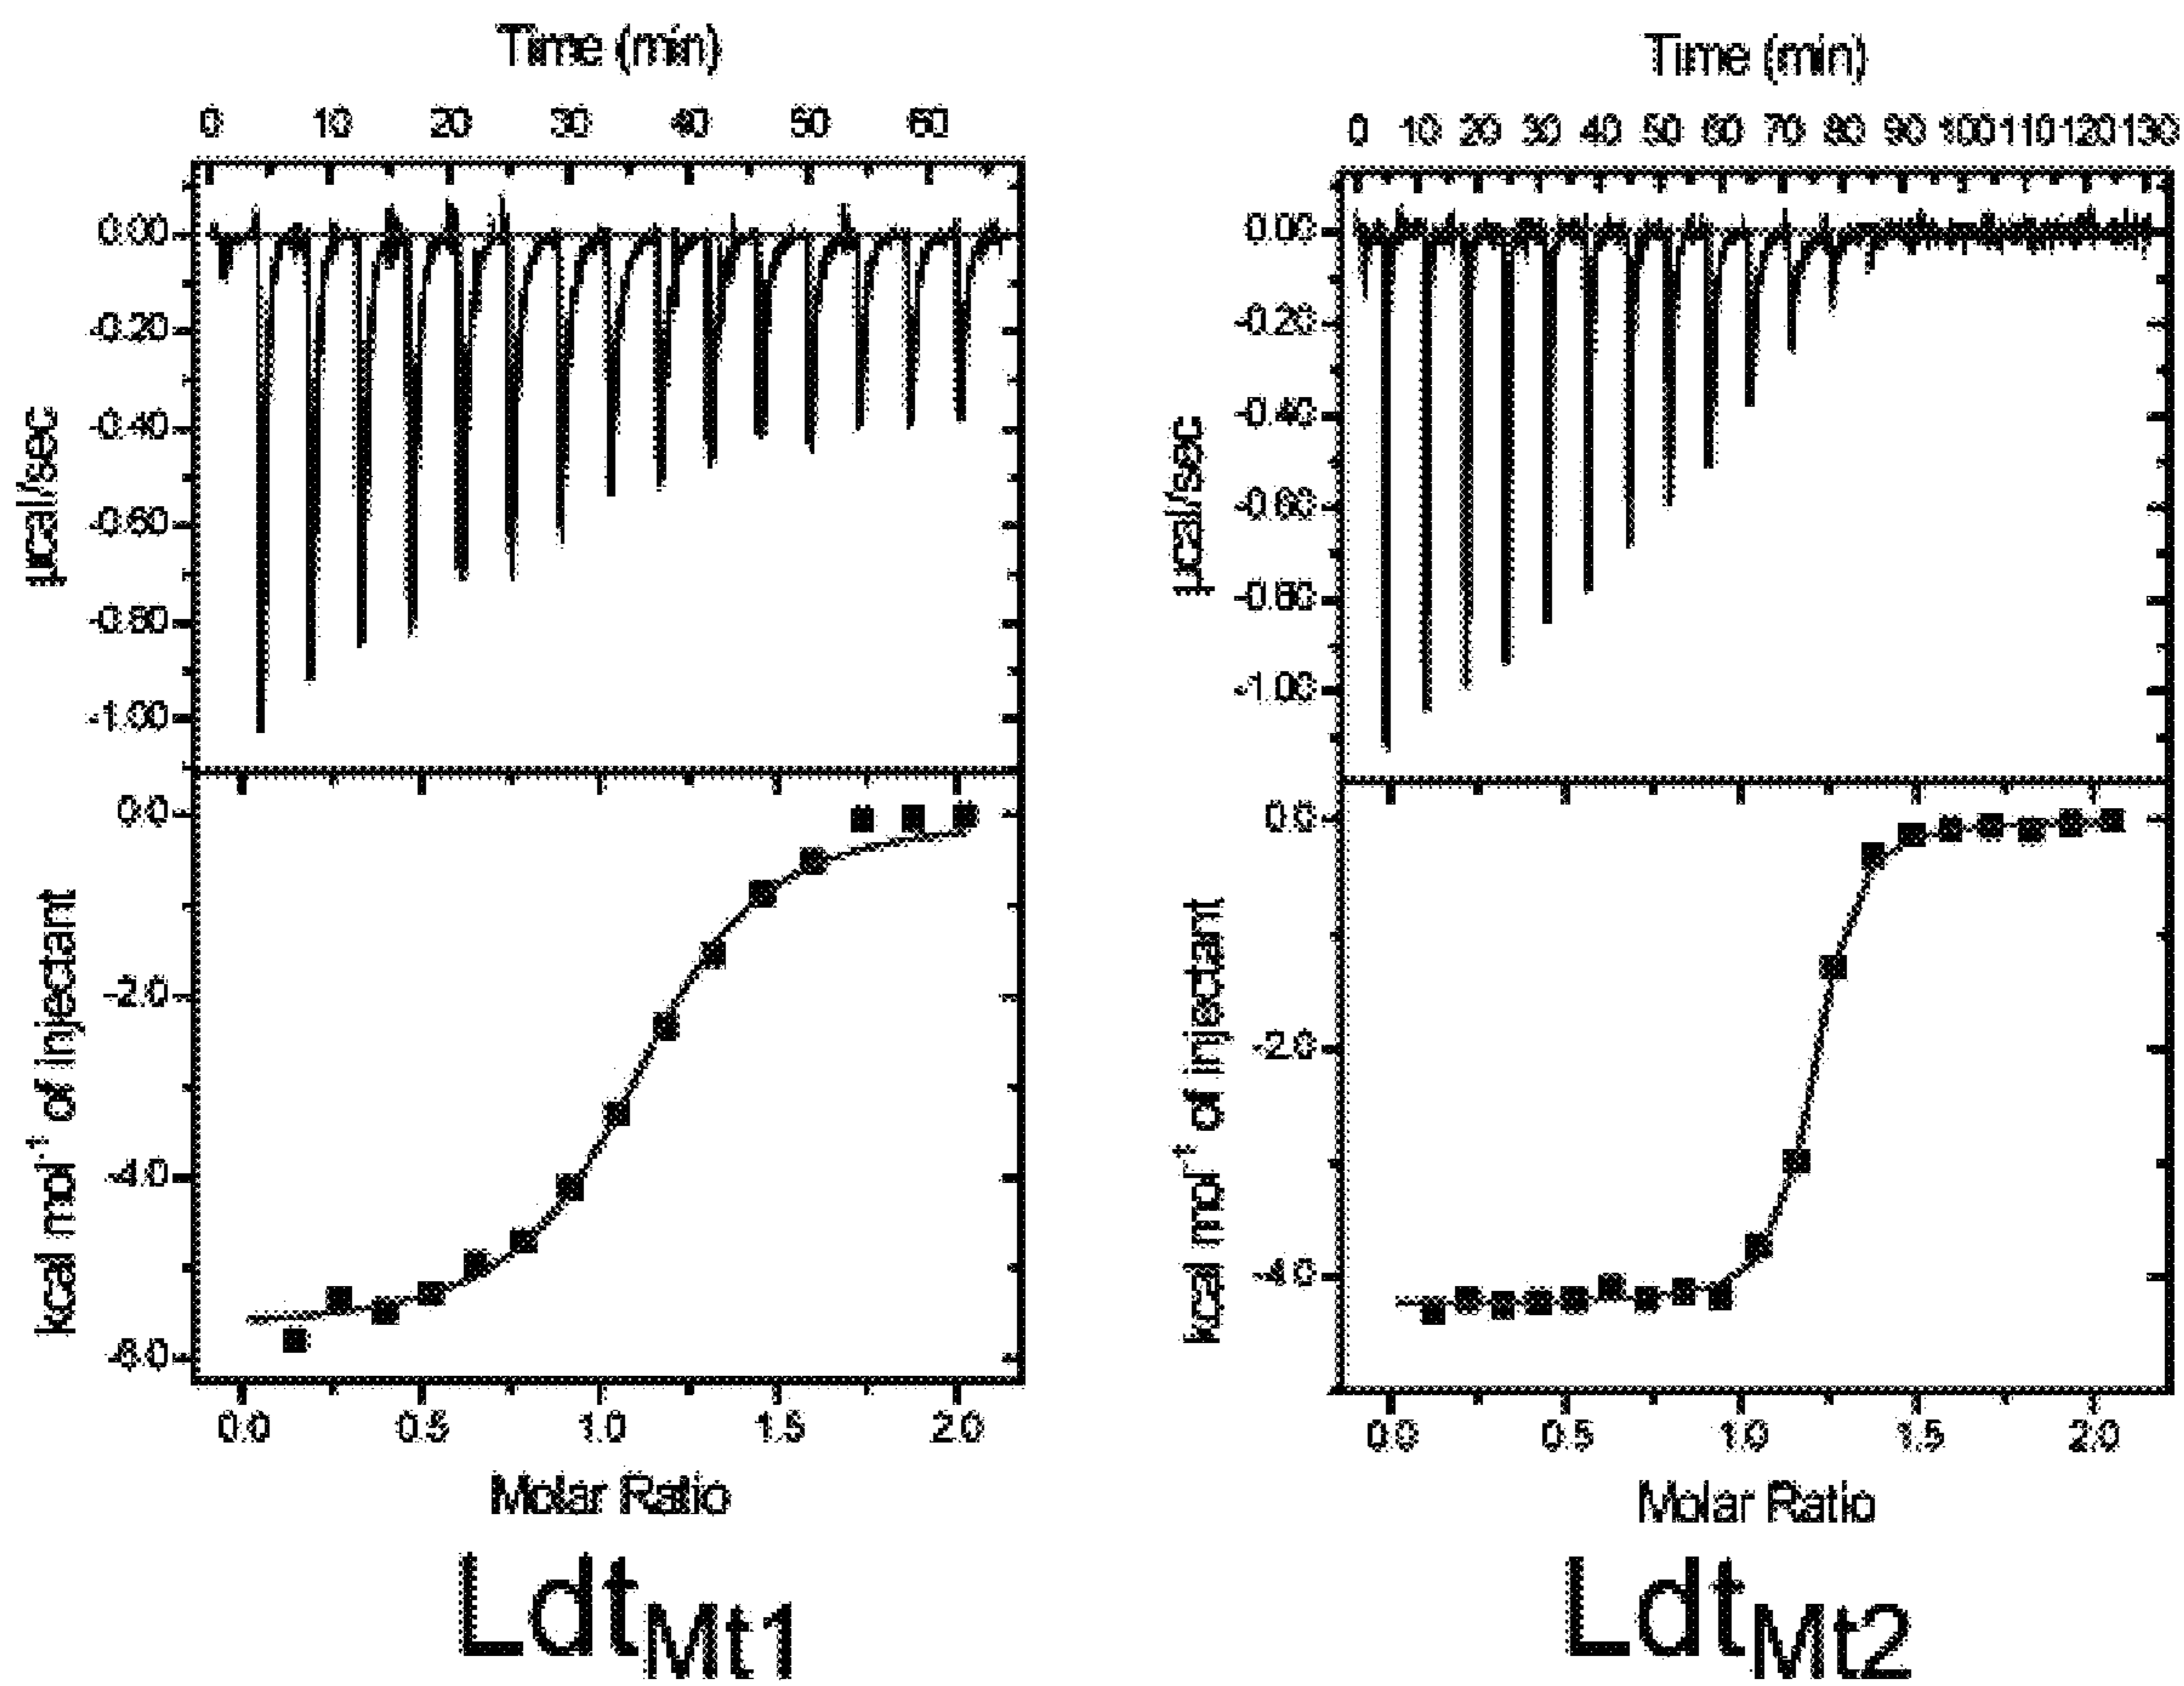 Time (min)
0 10 20 30 40 50 60
0.00
-0.20
-0.40
-0.60
-0.80
-1.00
µcal/sec
0.0
-2.0
-4.0
-6.0
kcal mol⁻¹ of injectant
0.0 0.5 1.0 1.5 2.0
Molar Ratio
LdtMt1
Time (min)
0 10 20 30 40 50 60 70 80 90 100 110 120 130
0.00
-0.20
-0.40
-0.60
-0.80
-1.00
µcal/sec
0.0
-2.0
-4.0
kcal mol⁻¹ of injectant
0.0 0.5 1.0 1.5 2.0
Molar Ratio
LdtMt2